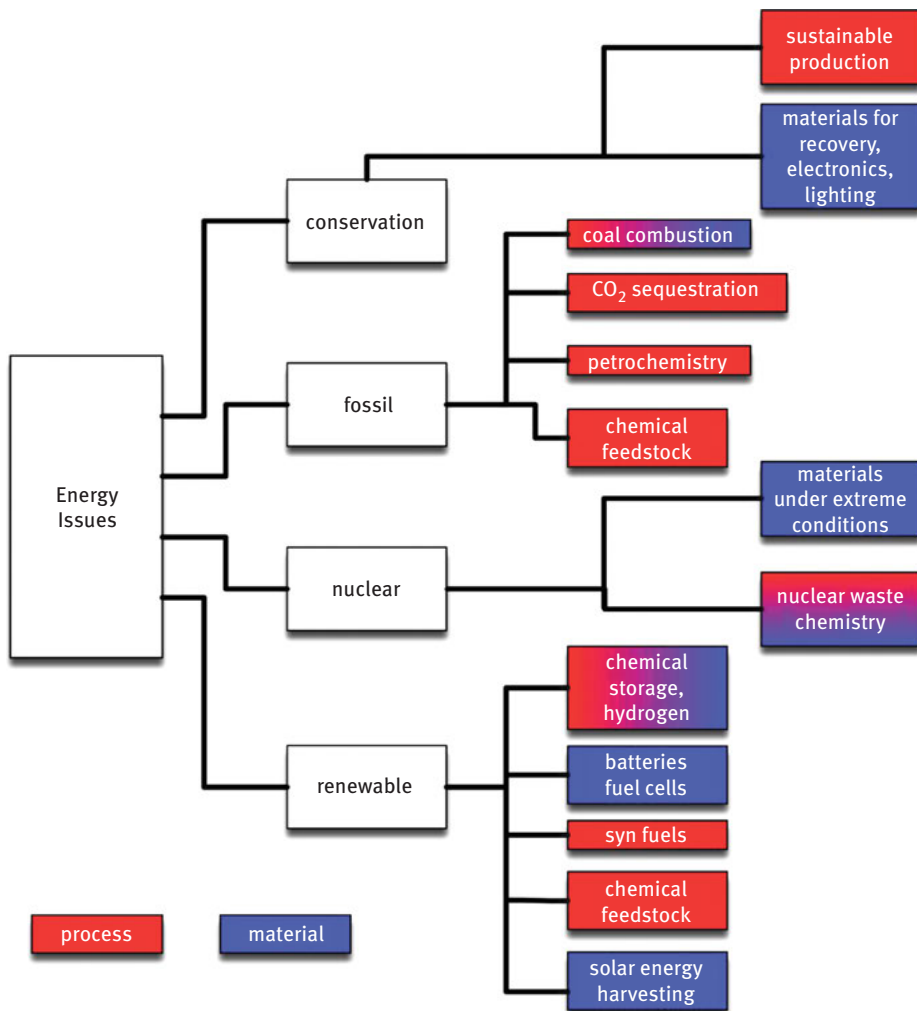 sustainable
production
materials for
recovery,
electronics,
lighting
conservation
coal combustion
CO₂ sequestration
petrochemistry
fossil
chemical
feedstock
Energy
Issues
materials
under extreme
conditions
nuclear
nuclear waste
chemistry
chemical
storage,
hydrogen
batteries
fuel cells
renewable
syn fuels
chemical
feedstock
process
material
solar energy
harvesting